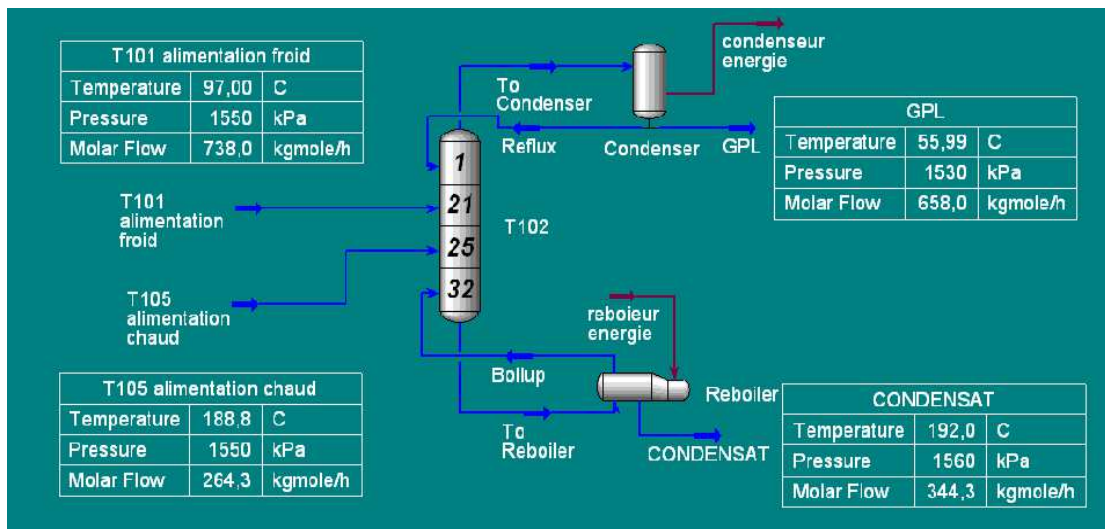 T101 alimentation froid
Temperature 97,00 C
Pressure 1550 kPa
Molar Flow 738,0 kgmole/h
condenseur
energie
To
Condenser
Reflux
Condenser
GPL
GPL
Temperature 55,99 C
Pressure 1530 kPa
Molar Flow 658,0 kgmole/h
1
21
25
32
T102
T101
alimentation
froid
T105
alimentation
chaud
reboieur
energie
Boilup
Reboiler
To
Reboiler
CONDENSAT
T105 alimentation chaud
Temperature 188,8 C
Pressure 1550 kPa
Molar Flow 264,3 kgmole/h
CONDENSAT
Temperature 192,0 C
Pressure 1560 kPa
Molar Flow 344,3 kgmole/h